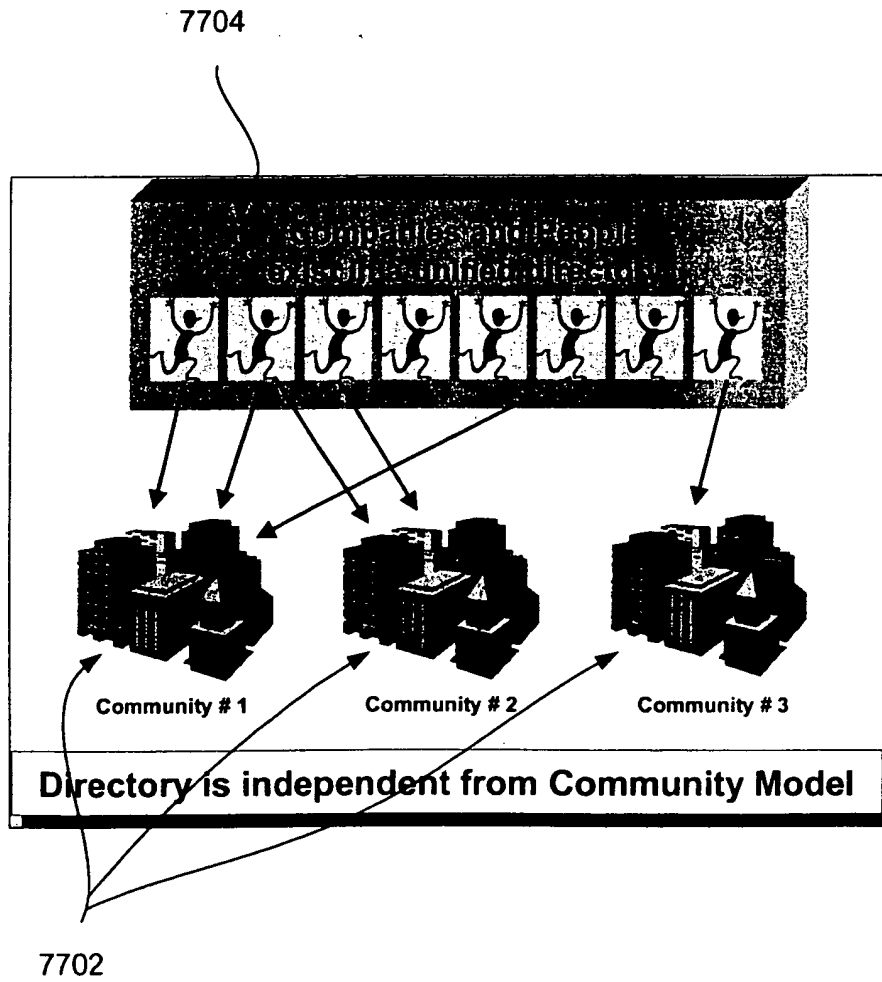 7704
Companies and People
exist in a unified directory
Community # 1
Community # 2
Community # 3
Directory is independent from Community Model
7702